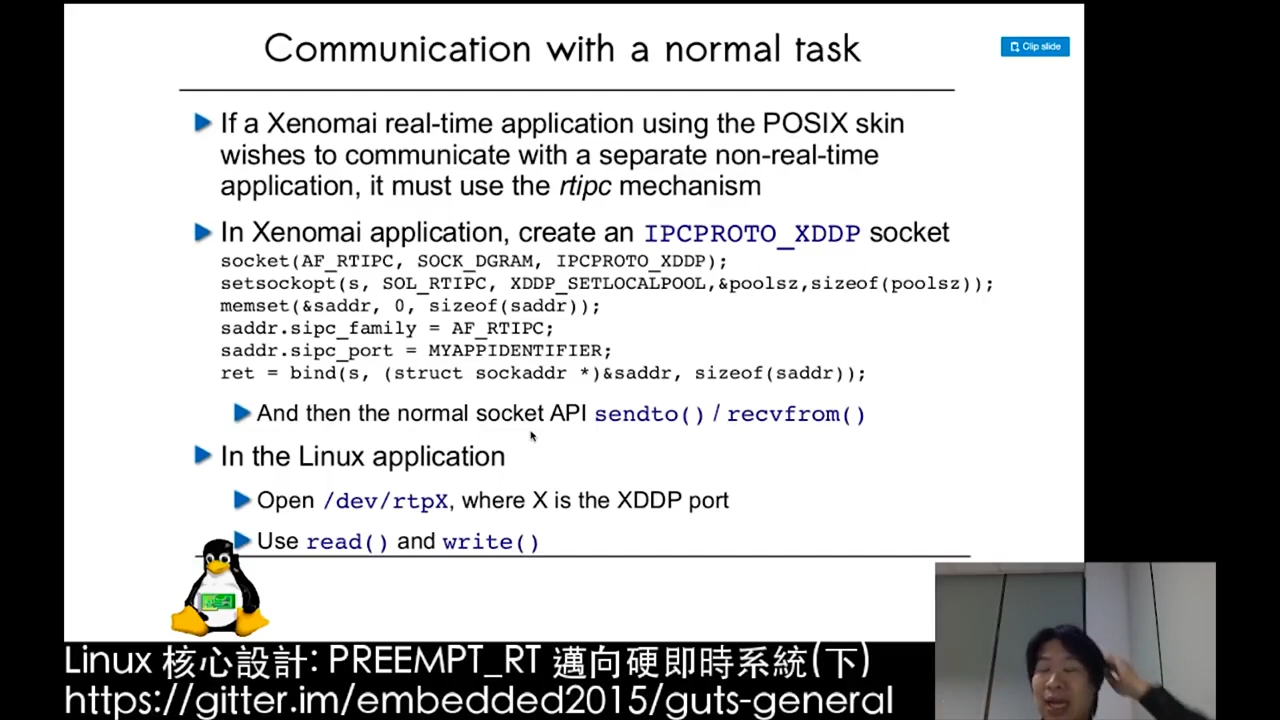 Communication with a normal task
Clip slide
If a Xenomai real-time application using the POSIX skin
wishes to communicate with a separate non-real-time
application, it must use the rtipc mechanism
In Xenomai application, create an IPCPROTO_XDDP socket
socket(AF_RTIPC, SOCK_DGRAM, IPCPROTO_XDDP);
setsockopt(s, SOL_RTIPC, XDDP_SETLOCALPOOL,&poolsz,sizeof(poolsz));
memset(&saddr, 0, sizeof(saddr));
saddr.sipc_family = AF_RTIPC;
saddr.sipc_port = MYAPPIDENTIFIER;
ret = bind(s, (struct sockaddr *)&saddr, sizeof(saddr));
And then the normal socket API sendto() / recvfrom()
In the Linux application
Open /dev/rtpX, where X is the XDDP port
Use read() and write()
Linux 核心設計: PREEMPT_RT 邁向硬即時系統(下)
https://gitter.im/embedded2015/guts-general